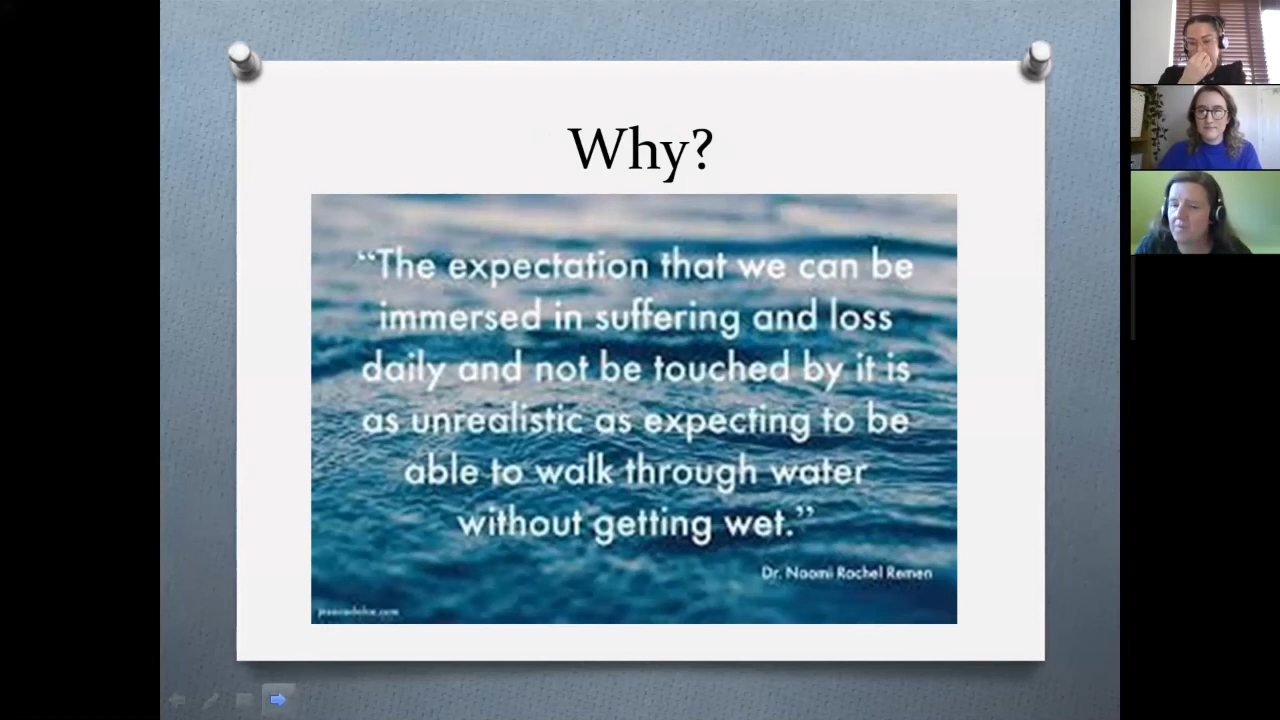 Why?
“The expectation that we can be
immersed in suffering and loss
daily and not be touched by it is
as unrealistic as expecting to be
able to walk through water
without getting wet.”
Dr. Naomi Rachel Remen